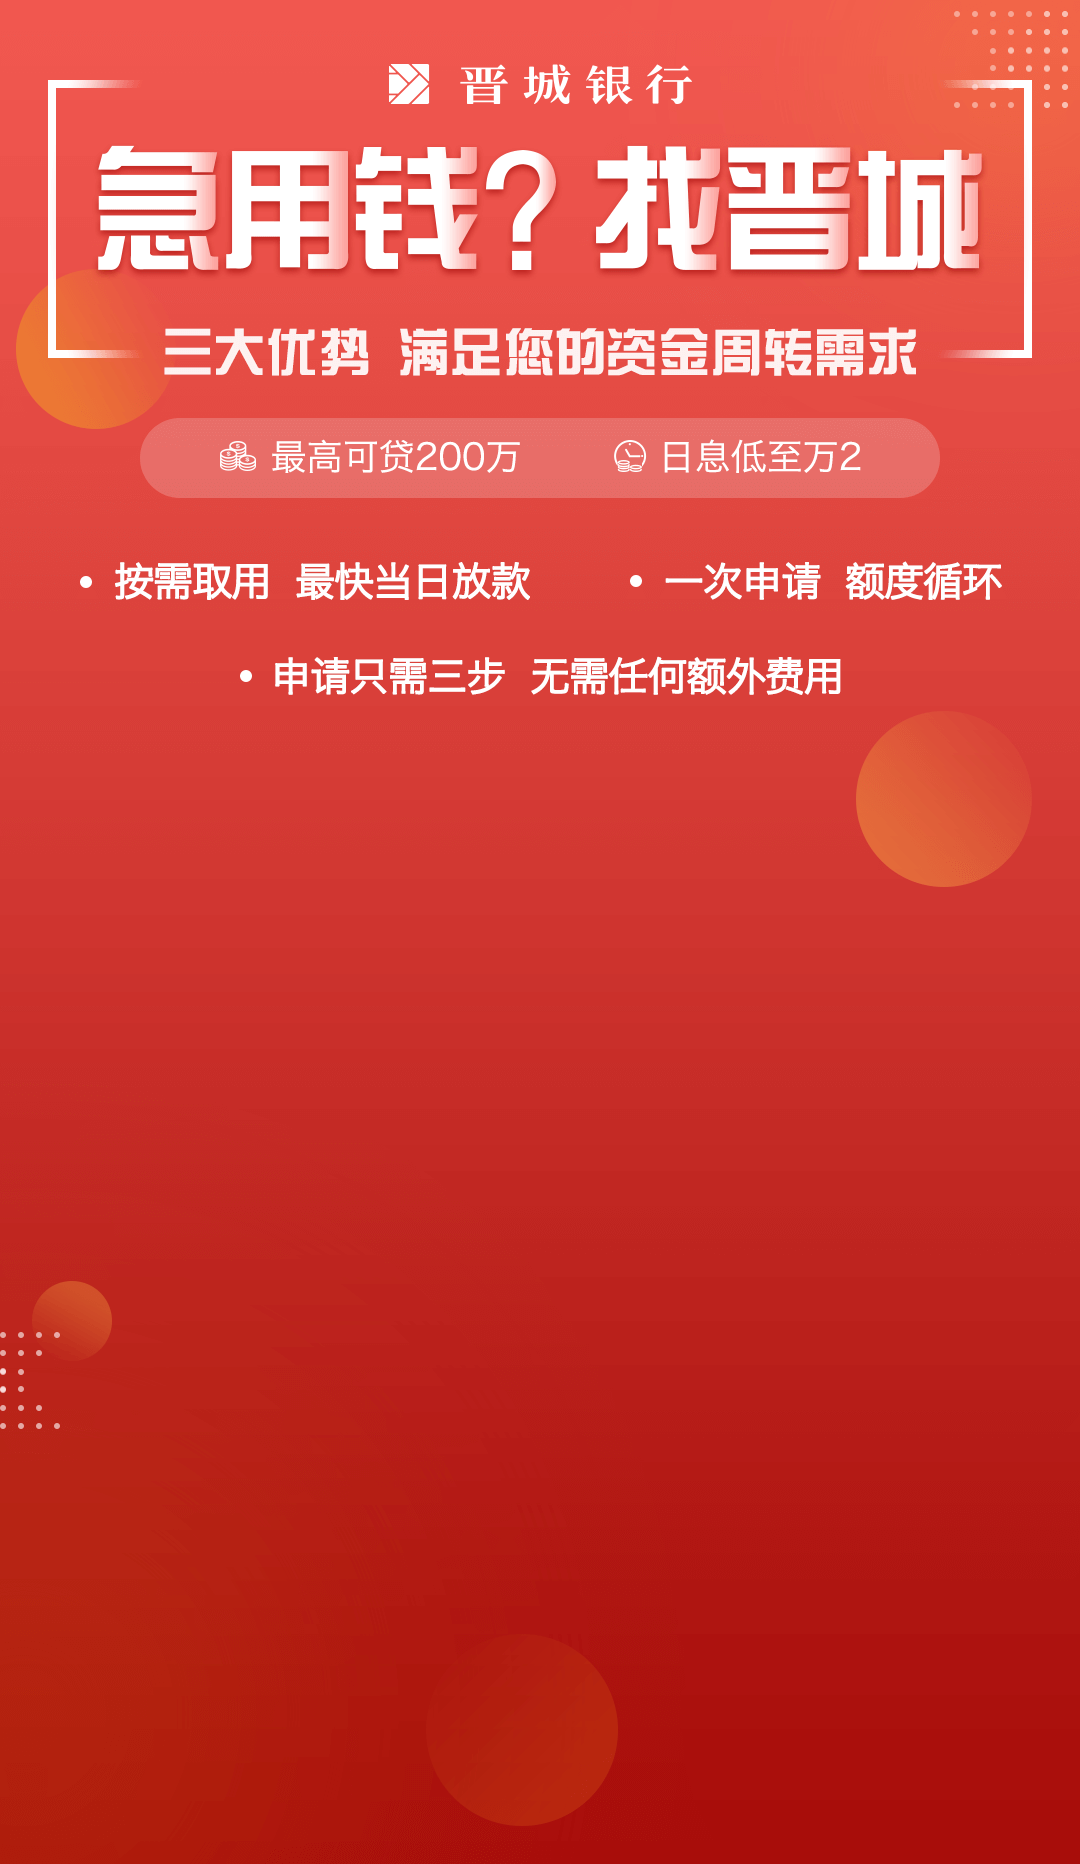 晋城银行
急用钱？找晋城
三大优势 满足您的资金周转需求
最高可贷200万 日息低至万2
• 按需取用 最快当日放款 • 一次申请 额度循环
• 申请只需三步 无需任何额外费用